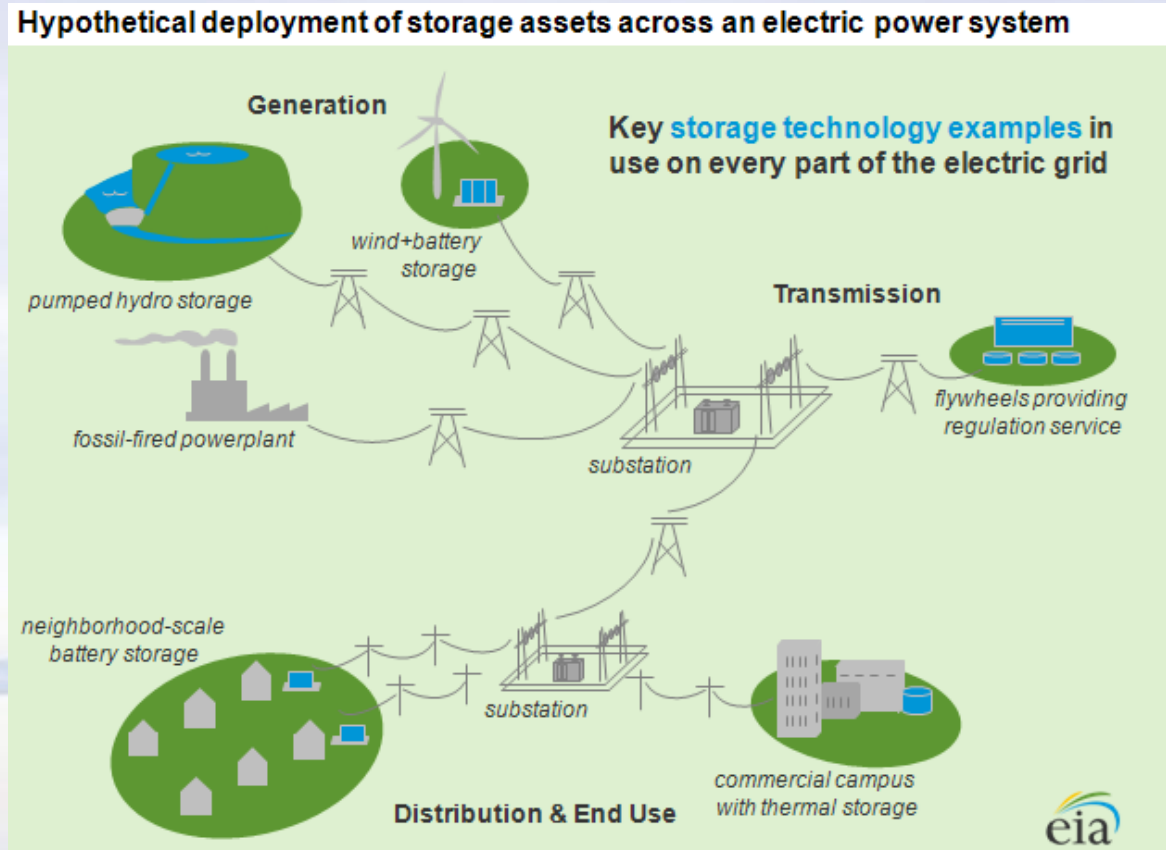 Hypothetical deployment of storage assets across an electric power system
Generation
Key storage technology examples in
use on every part of the electric grid
wind+battery
storage
pumped hydro storage
Transmission
fossil-fired powerplant
flywheels providing
regulation service
substation
neighborhood-scale
battery storage
substation
commercial campus
with thermal storage
Distribution & End Use
eia